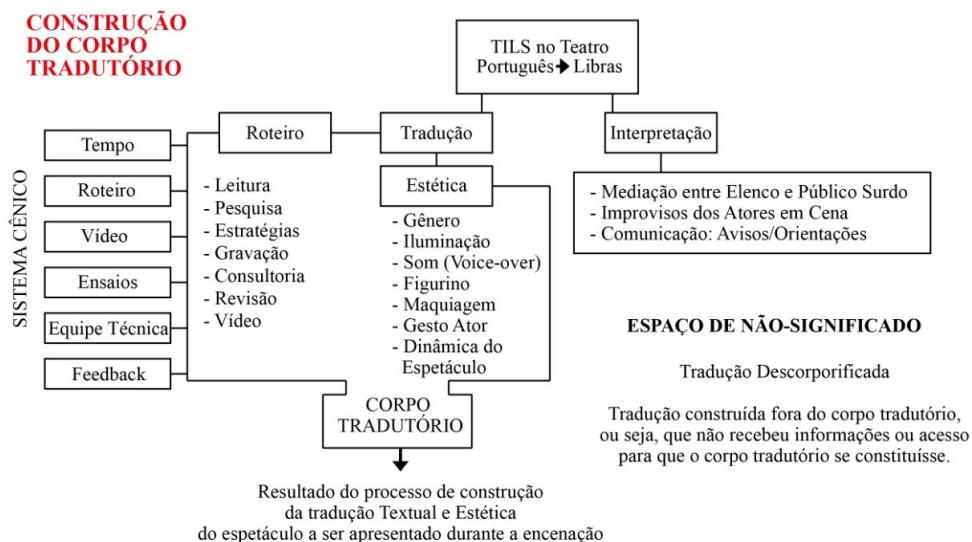 CONSTRUÇÃO
DO CORPO
TRADUTÓRIO
TILS no Teatro
Português → Libras
SISTEMA CÊNICO
Tempo
Roteiro
Vídeo
Ensaios
Equipe Técnica
Feedback
Roteiro
- Leitura
- Pesquisa
- Estratégias
- Gravação
- Consultoria
- Revisão
- Vídeo
Tradução
Estética
- Gênero
- Iluminação
- Som (Voice-over)
- Figurino
- Maquiagem
- Gesto Ator
- Dinâmica do
Espetáculo
Interpretação
- Mediação entre Elenco e Público Surdo
- Improvisos dos Atores em Cena
- Comunicação: Avisos/Orientações
CORPO
TRADUTÓRIO
Resultado do processo de construção
da tradução Textual e Estética
do espetáculo a ser apresentado durante a encenação
ESPAÇO DE NÃO-SIGNIFICADO
Tradução Descorporificada
Tradução construída fora do corpo tradutório,
ou seja, que não recebeu informações ou acesso
para que o corpo tradutório se constituísse.